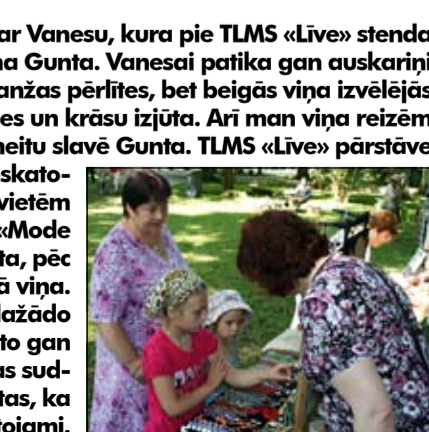 ar Vanesu, kura pie TLMS «Līve» stenda
na Gunta. Vanesai patika gan auskariņi
anžas pērlītes, bet beigās viņa izvēlējās
es un krāsu izjūta. Arī man viņa reizēm
meitu slavē Gunta. TLMS «Līve» pārstāve
skato-
vietēm
«Mode
ta, pēc
ā viņa.
dažādo
to gan
as sud-
tas, ka
tojami.